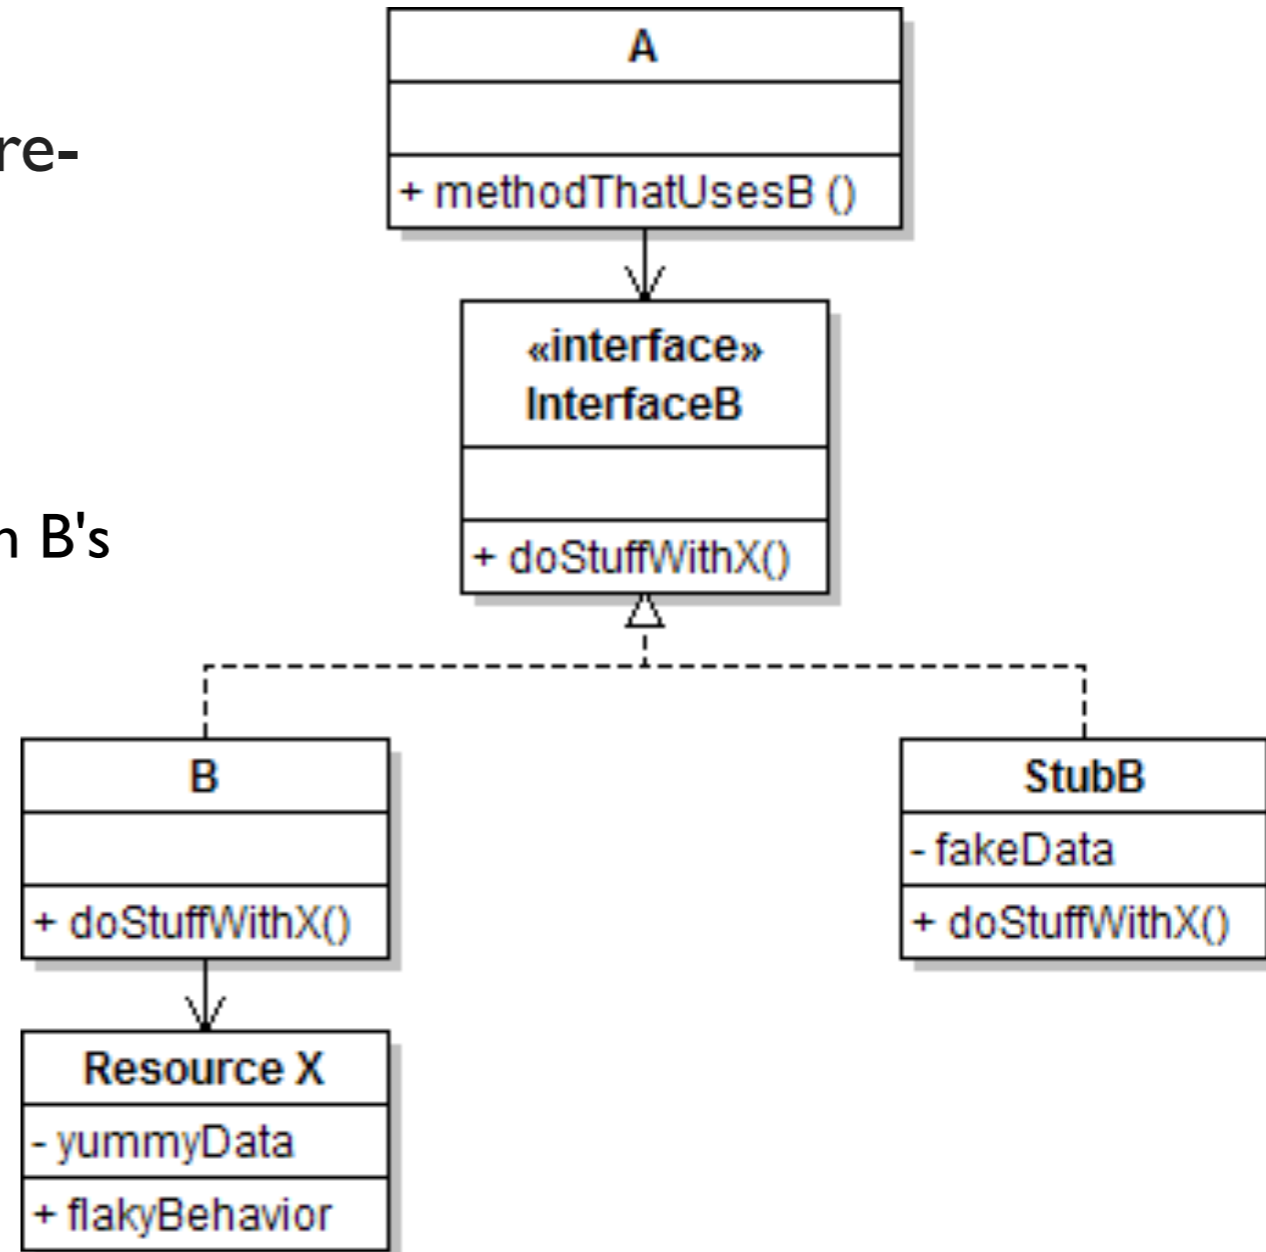 A
re-
+ methodThatUsesB ()
«interface»
InterfaceB
B's
+ doStuffWithX()
B
StubB
- fakeData
+ doStuffWithX()
+ doStuffWithX()
Resource X
- yummyData
+ flakyBehavior